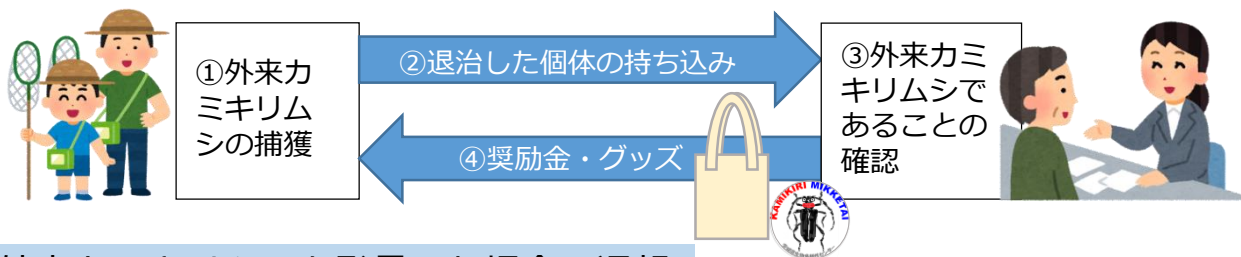 ①外来カ
ミキリム
シの捕獲
②退治した個体の持ち込み
④奨励金・グッズ
③外来カミ
キリムシで
あることの
確認
KAMIKIRI MIKKETAI